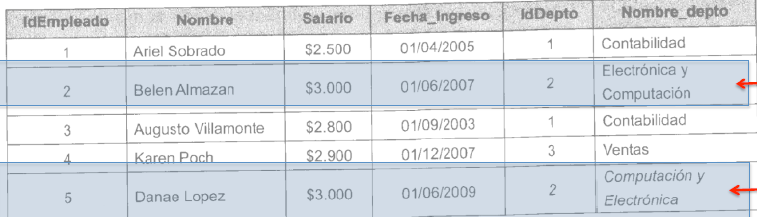 IdEmpleado Nombre Salario Fecha_Ingreso IdDepto Nombre_depto
1 Ariel Sobrado $2.500 01/04/2005 1 Contabilidad
2 Belen Almazan $3.000 01/06/2007 2 Electrónica y
Computación
3 Augusto Villamonte $2.800 01/09/2003 1 Contabilidad
4 Karen Poch $2.900 01/12/2007 3 Ventas
5 Danae Lopez $3.000 01/06/2009 2 Computación y
Electrónica